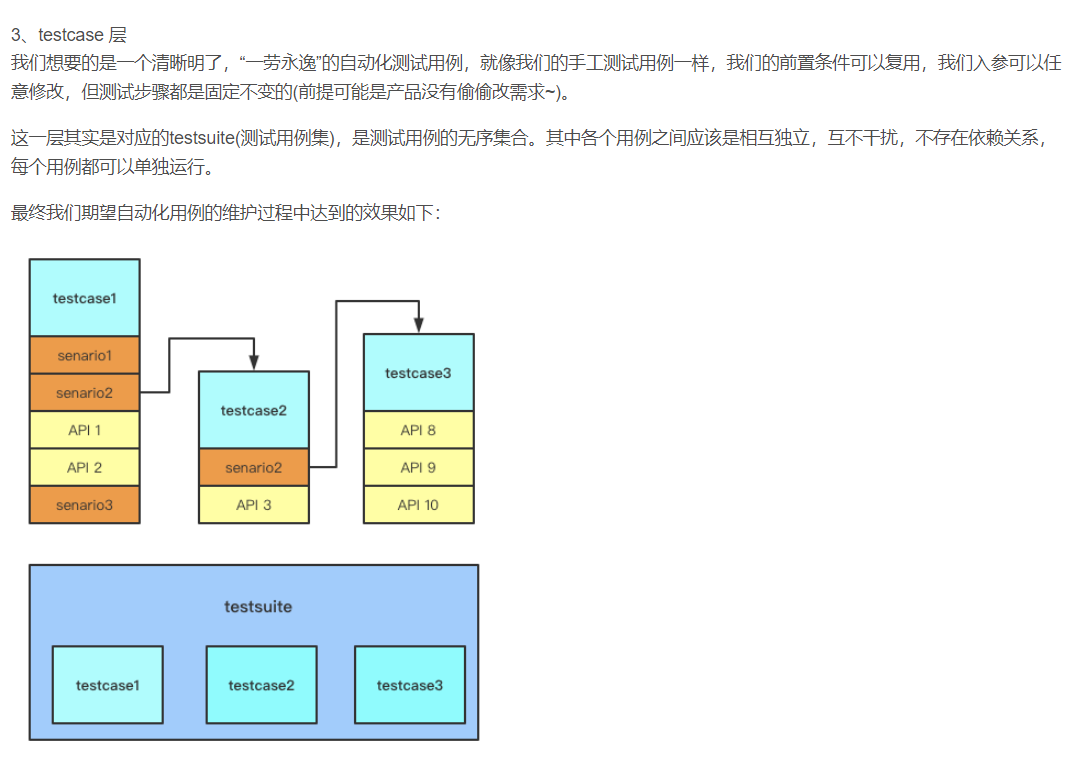 3、testcase 层
我们想要的是一个清晰明了，“一劳永逸”的自动化测试用例，就像我们的手工测试用例一样，我们的前置条件可以复用，我们入参可以任
意修改，但测试步骤都是固定不变的(前提可能是产品没有偷偷改需求~)。
这一层其实是对应的testsuite(测试用例集)，是测试用例的无序集合。其中各个用例之间应该是相互独立，互不干扰，不存在依赖关系，
每个用例都可以单独运行。
最终我们期望自动化用例的维护过程中达到的效果如下：
testcase1
senario1
senario2
API 1
API 2
senario3
testcase2
senario2
API 3
testcase3
API 8
API 9
API 10
testsuite
testcase1
testcase2
testcase3